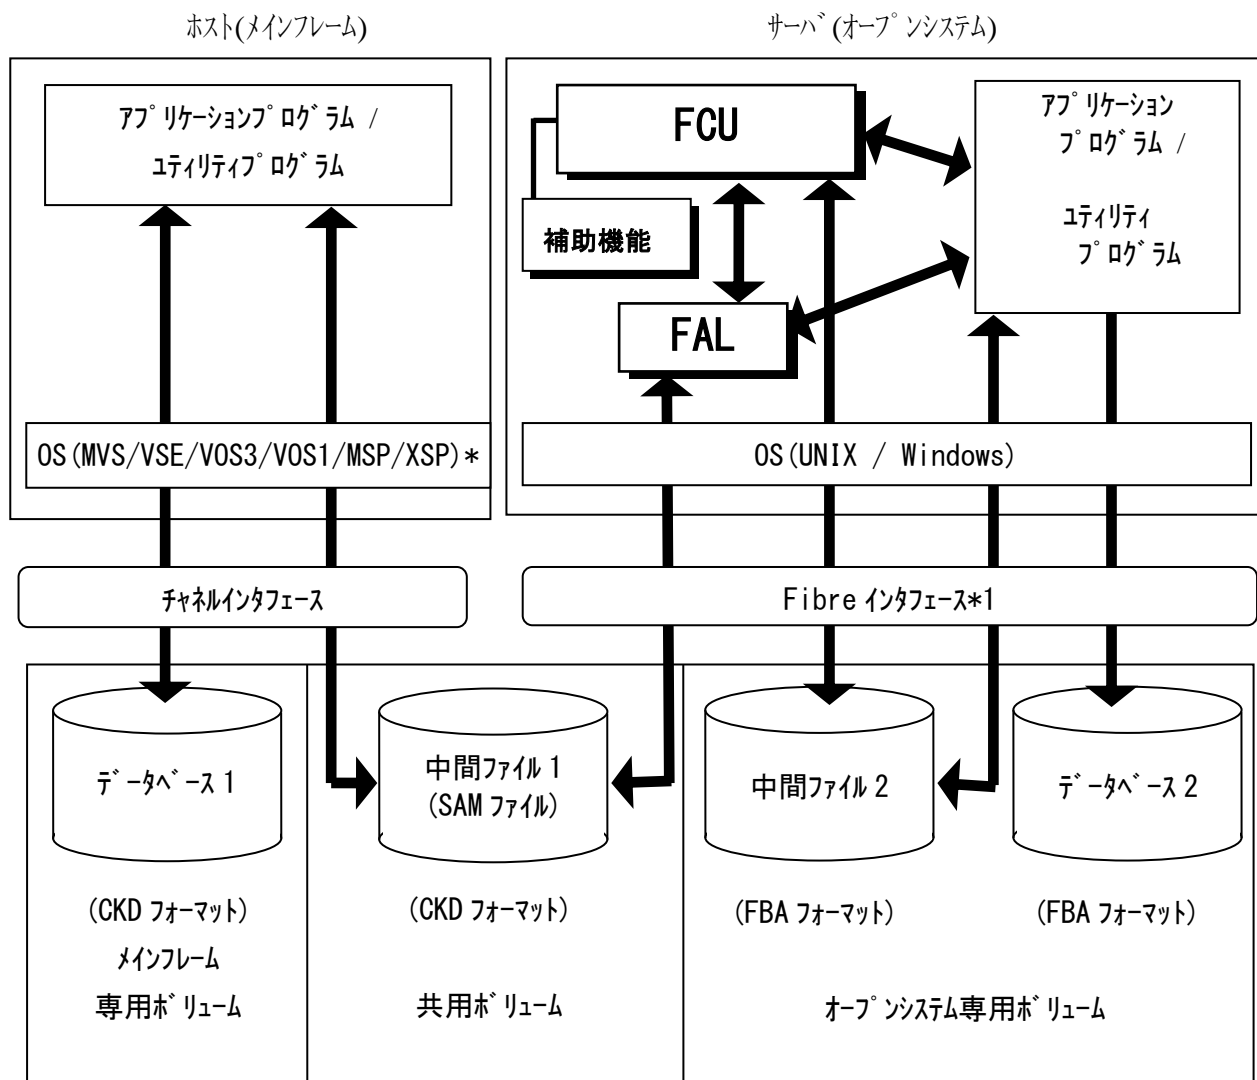 ホスト(メインフレーム)
サーバ(オープンシステム)
アプリケーションプログラム /
ユティリティプログラム
FCU
補助機能
FAL
アプリケーション
プログラム /
ユティリティ
プログラム
OS(MVS/VSE/VOS3/VOS1/MSP/XSP)*
OS(UNIX / Windows)
チャネルインタフェース
Fibre インタフェース*1
データベース 1
中間ファイル 1
(SAM ファイル)
中間ファイル 2
データベース 2
(CKD フォーマット)
メインフレーム
専用ボリューム
(CKD フォーマット)
共用ボリューム
(FBA フォーマット)
(FBA フォーマット)
オープンシステム専用ボリューム